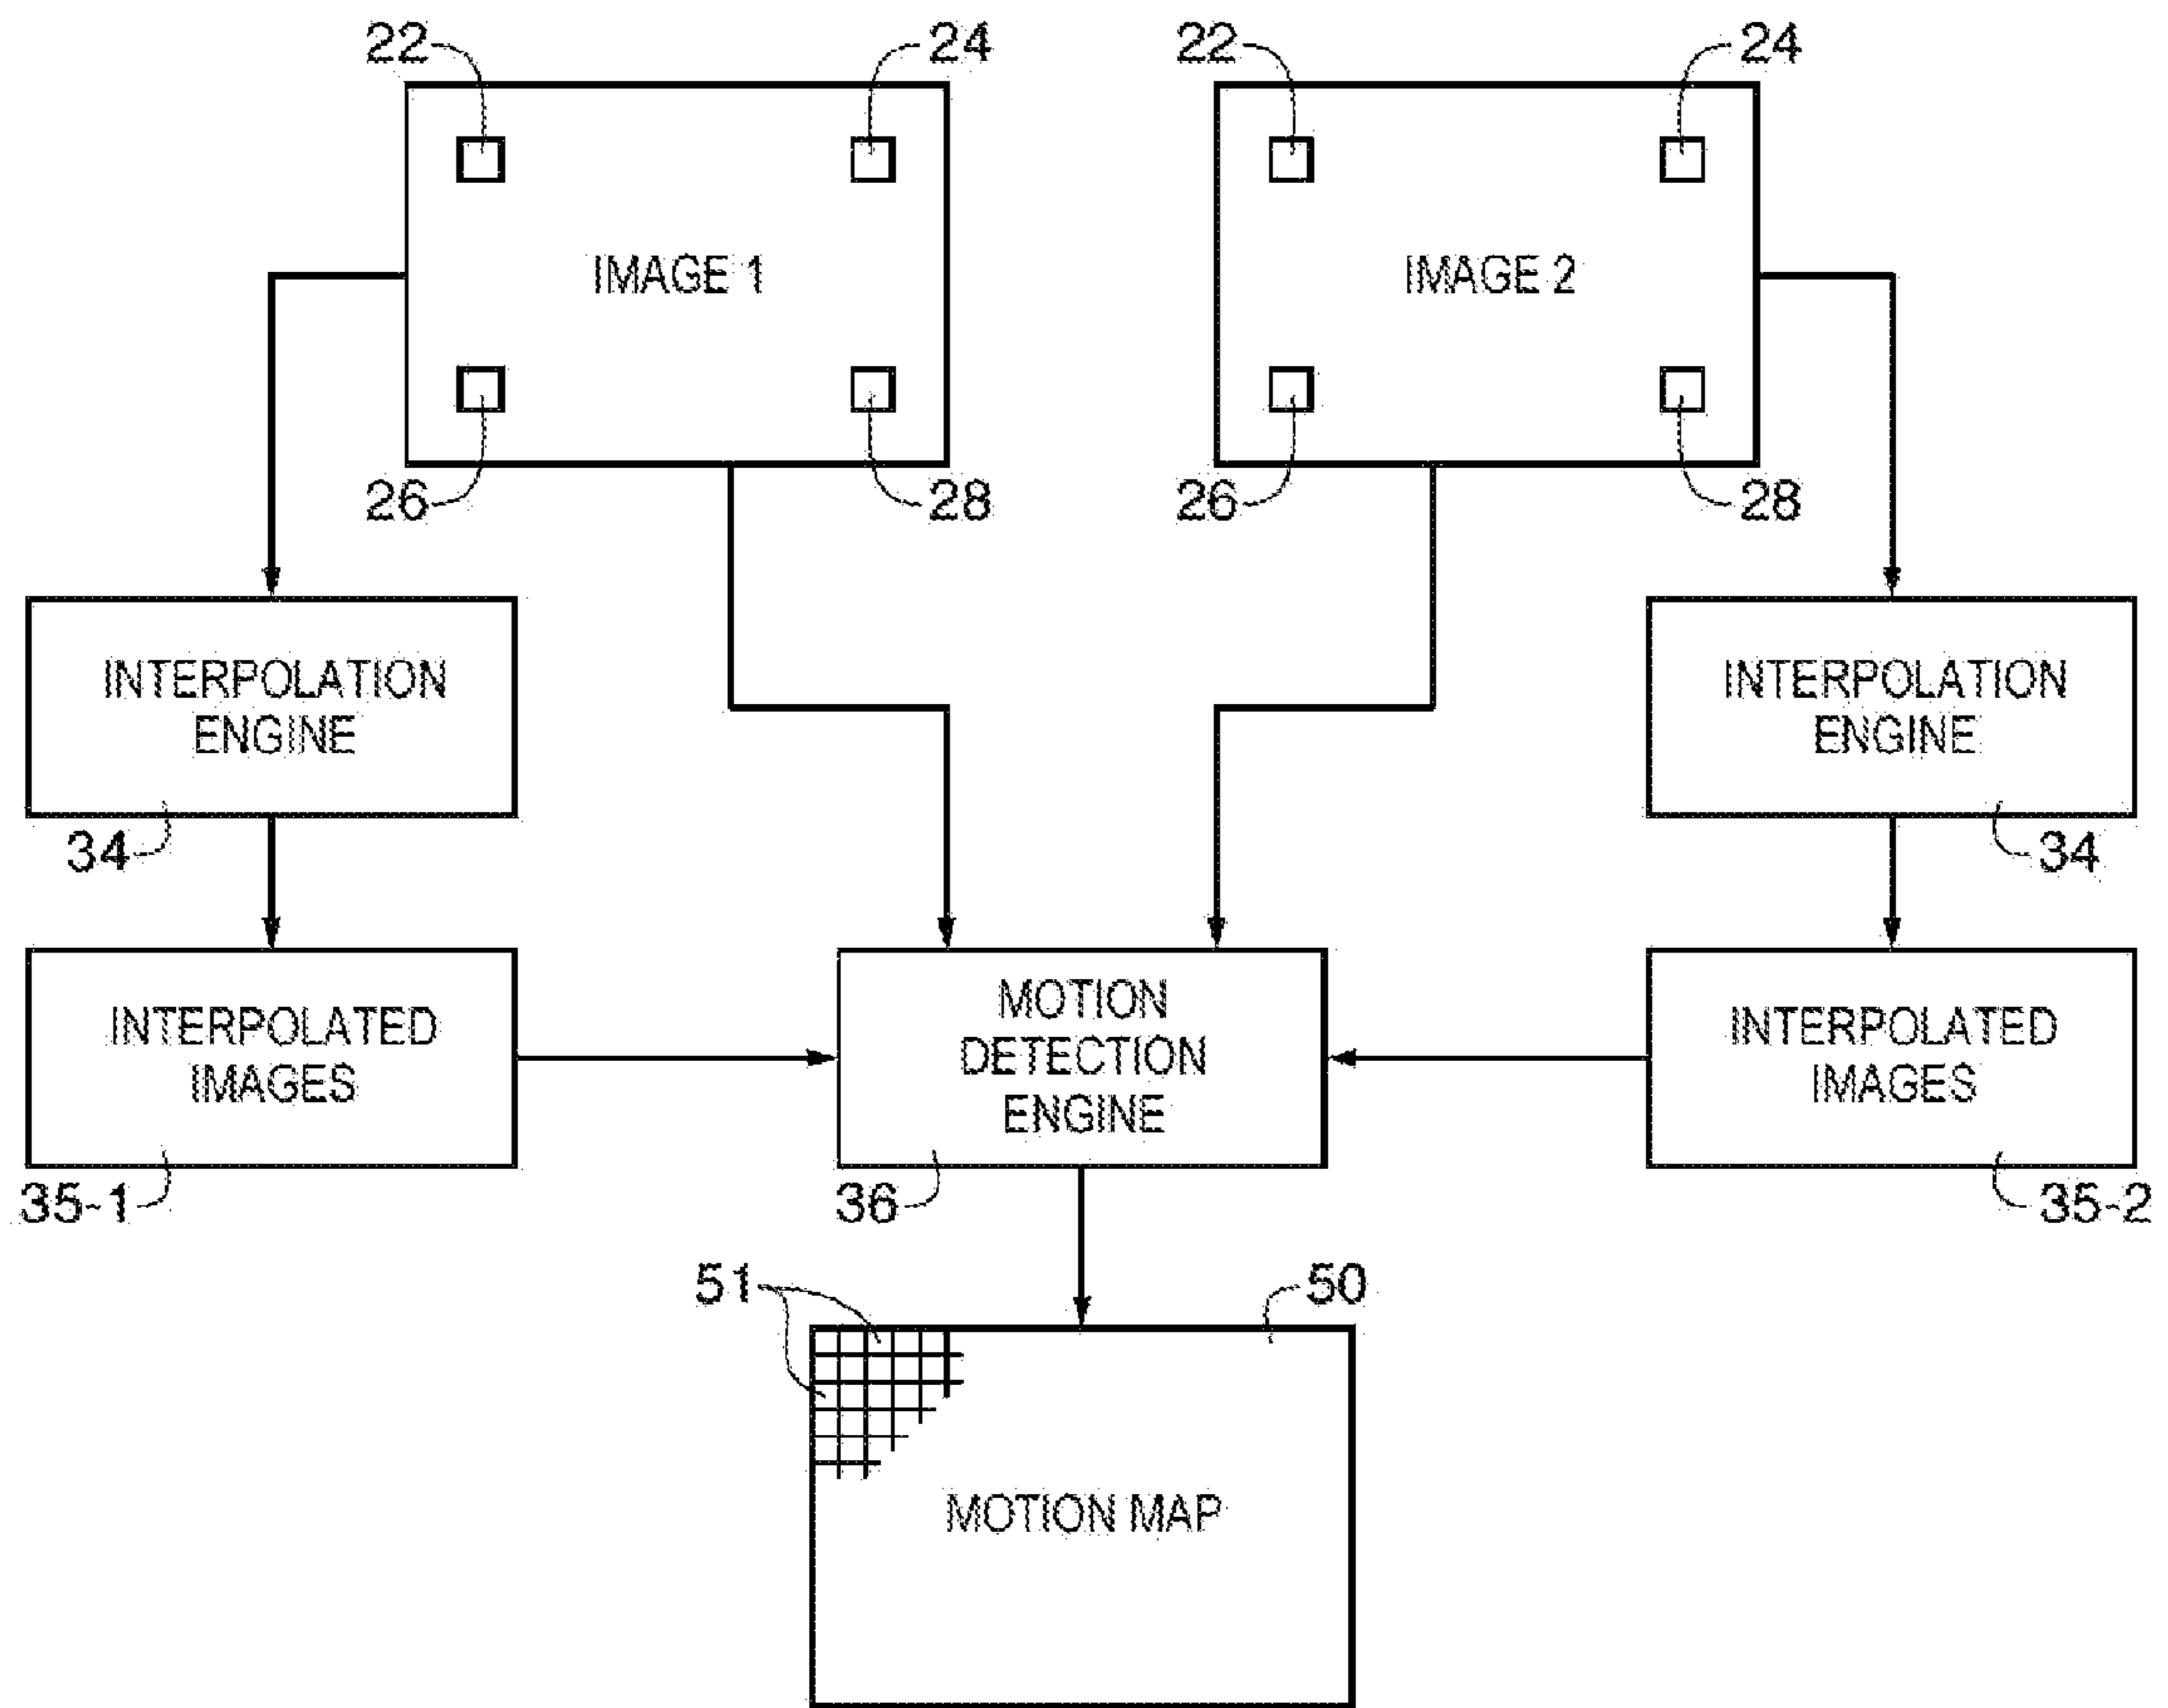 22
24
22
24
IMAGE 1
IMAGE 2
26
28
26
28
INTERPOLATION
ENGINE
INTERPOLATION
ENGINE
34
34
INTERPOLATED
IMAGES
MOTION
DETECTION
ENGINE
INTERPOLATED
IMAGES
35-1
36
35-2
51
50
MOTION MAP